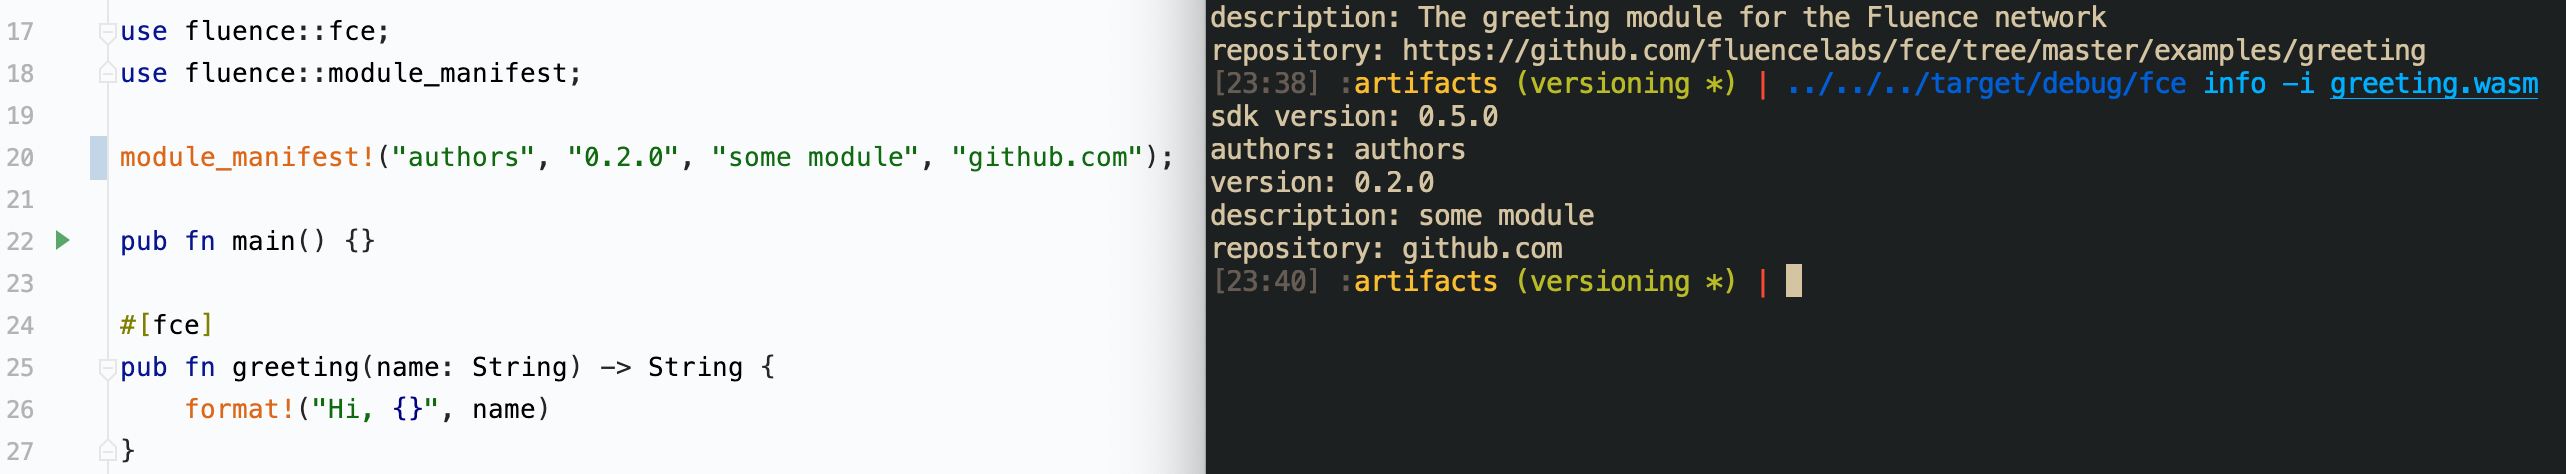 17 use fluence::fce;
18 use fluence::module_manifest;
19
20 module_manifest!("authors", "0.2.0", "some module", "github.com");
21
22 pub fn main() {}
23
24 #[fce]
25 pub fn greeting(name: String) -> String {
26     format!("Hi, {}", name)
27 }
description: The greeting module for the Fluence network
repository: https://github.com/fluencelabs/fce/tree/master/examples/greeting
[23:38] :artifacts (versioning *) | ../../../target/debug/fce info -i greeting.wasm
sdk version: 0.5.0
authors: authors
version: 0.2.0
description: some module
repository: github.com
[23:40] :artifacts (versioning *) |